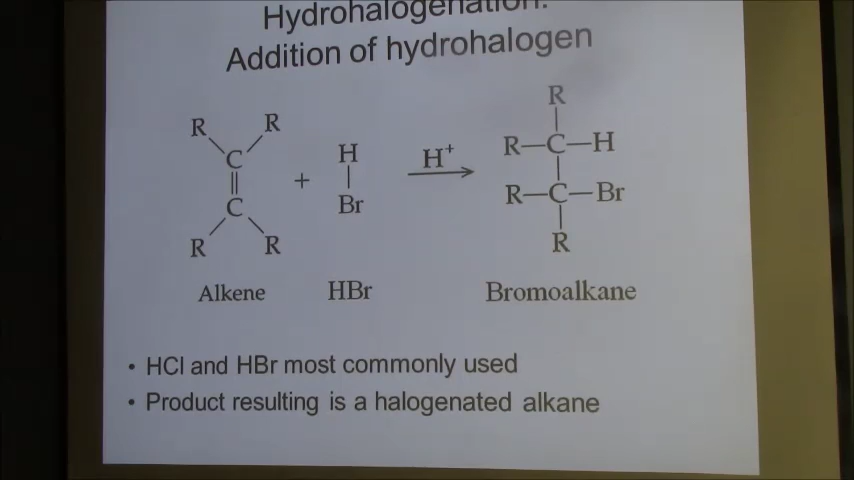 Hydrohalogenation:
Addition of hydrohalogen
R R
C
C
R R
+
H
Br
H⁺
R
R—C—H
R—C—Br
R
Alkene HBr Bromoalkane
• HCl and HBr most commonly used
• Product resulting is a halogenated alkane